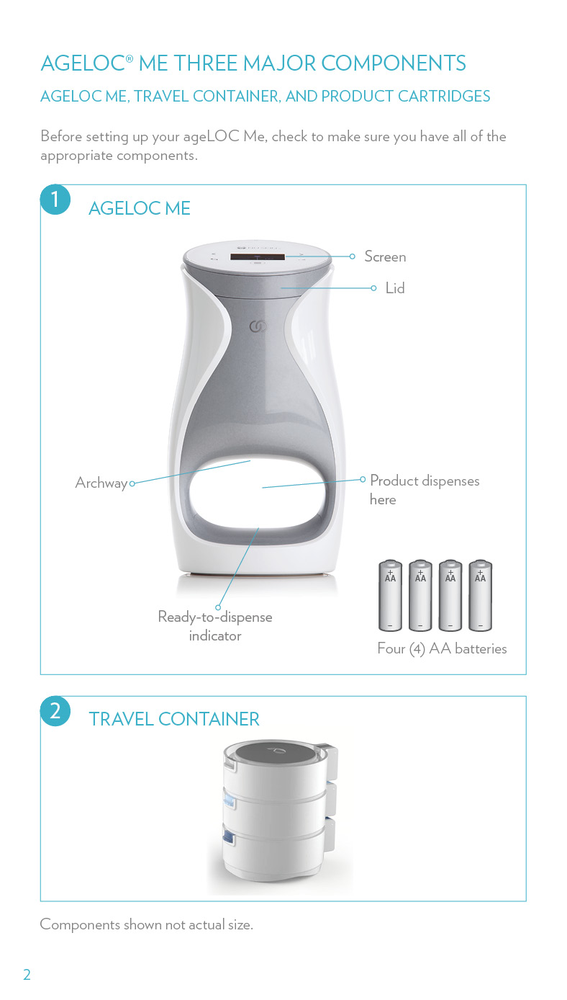 AGELOC® ME THREE MAJOR COMPONENTS
AGELOC ME, TRAVEL CONTAINER, AND PRODUCT CARTRIDGES
Before setting up your ageLOC Me, check to make sure you have all of the
appropriate components.
1
AGELOC ME
NU SKIN
Screen
Lid
Archway
Product dispenses
here
Ready-to-dispense
indicator
+ + + +
AA AA AA AA
– – – –
Four (4) AA batteries
2
TRAVEL CONTAINER
Components shown not actual size.
2